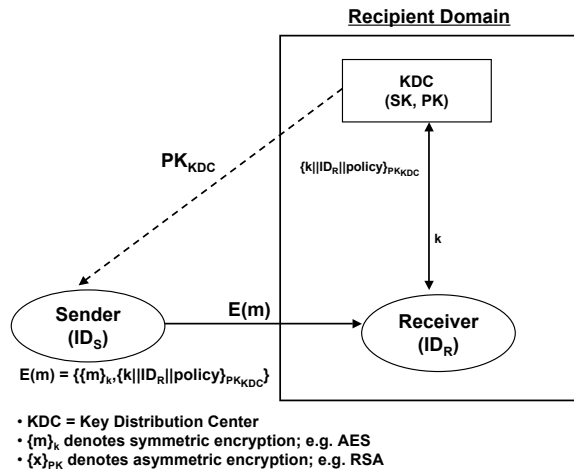 Recipient Domain
KDC
(SK, PK)
PK_KDC
{k||ID_R||policy}_PK_KDC
k
E(m)
Sender
(ID_S)
Receiver
(ID_R)
E(m) = {{m}_k,{k||ID_R||policy}_PK_KDC}
• KDC = Key Distribution Center
• {m}_k denotes symmetric encryption; e.g. AES
• {x}_PK denotes asymmetric encryption; e.g. RSA